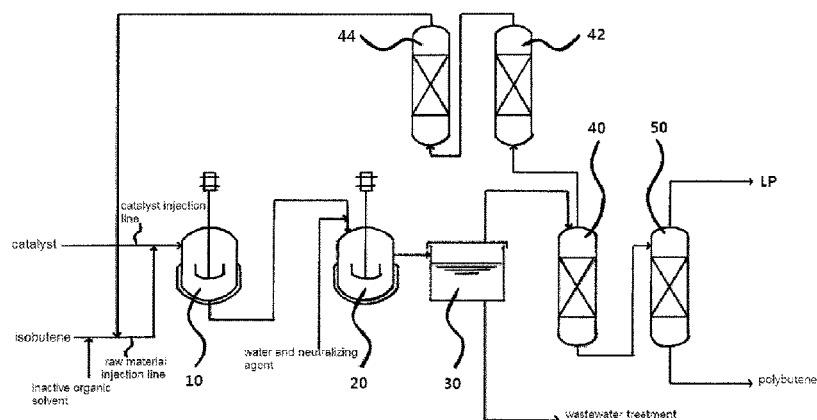 44
42
40
50
LP
catalyst injection
line
catalyst
isobutene
raw material
injection line
inactive organic
solvent
10
water and neutralizing
agent
20
30
polybutene
wastewater treatment